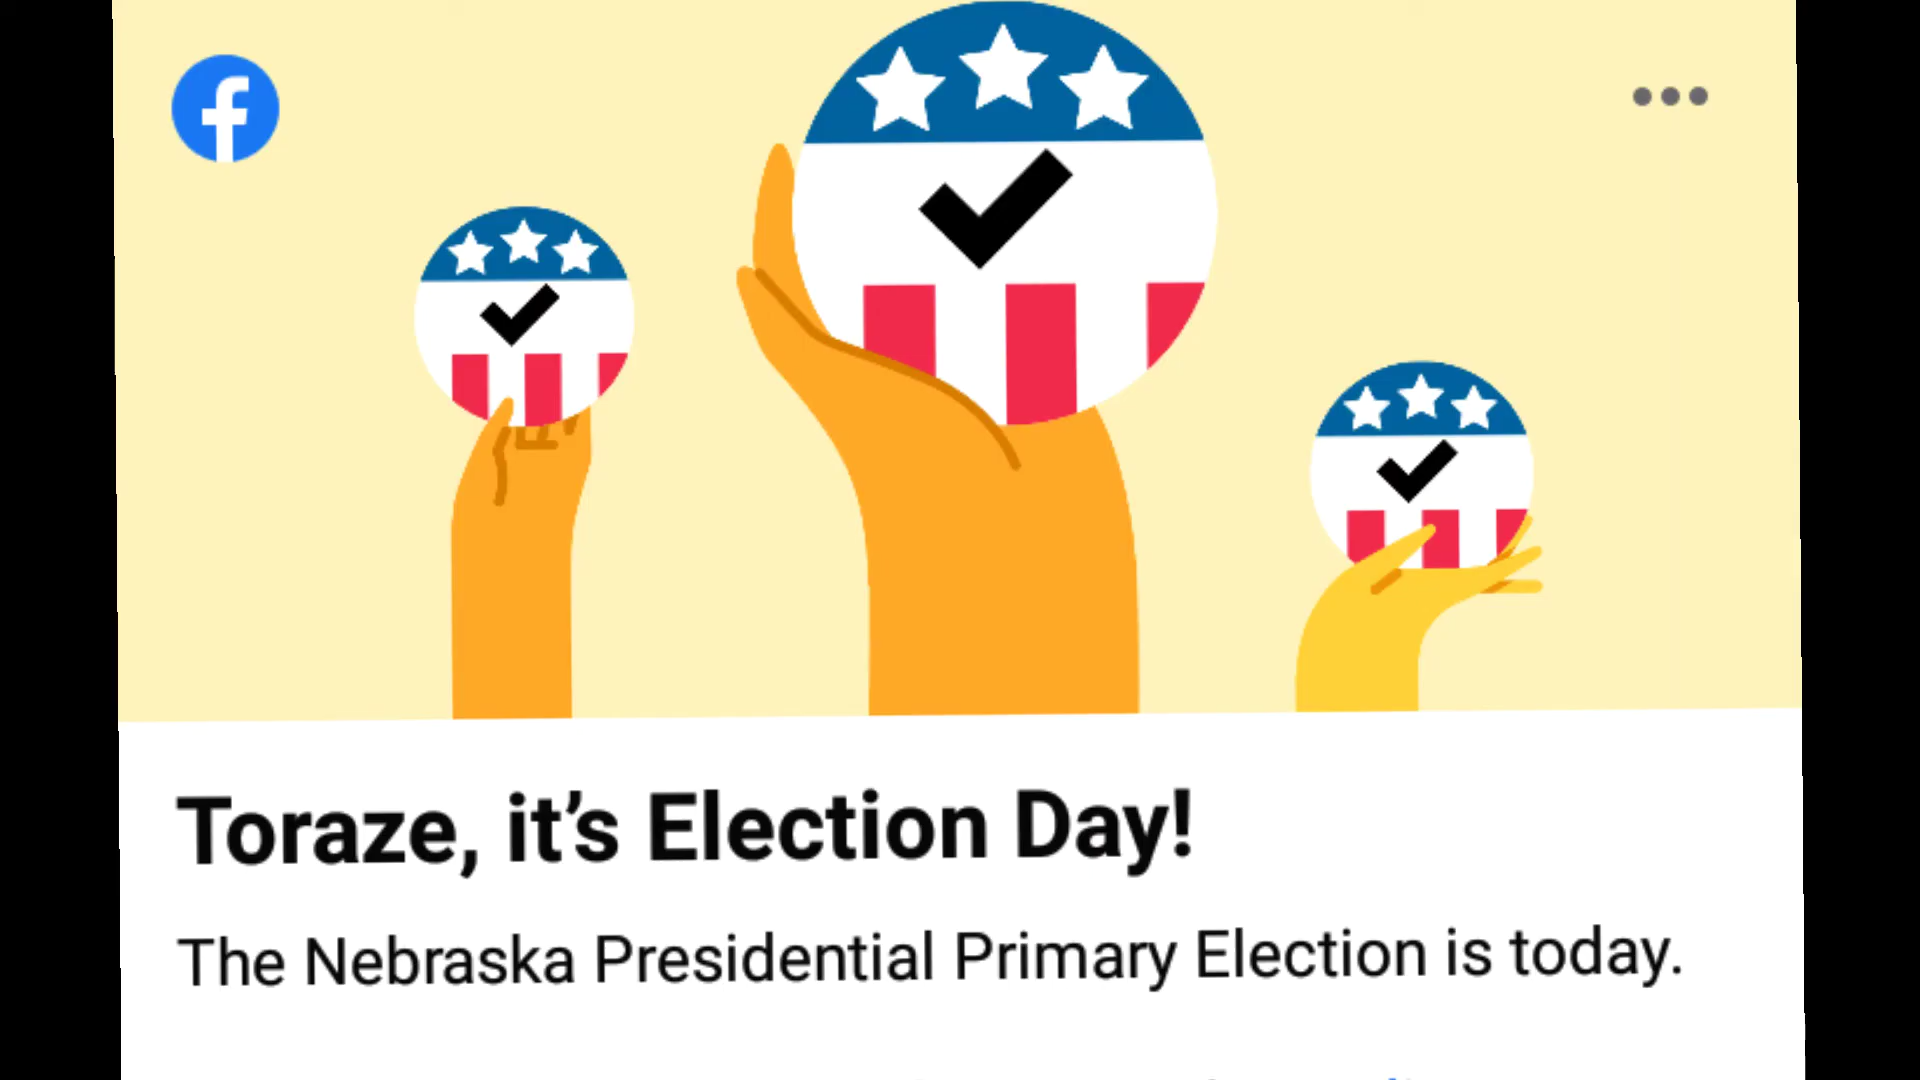 Toraze, it's Election Day!
The Nebraska Presidential Primary Election is today.